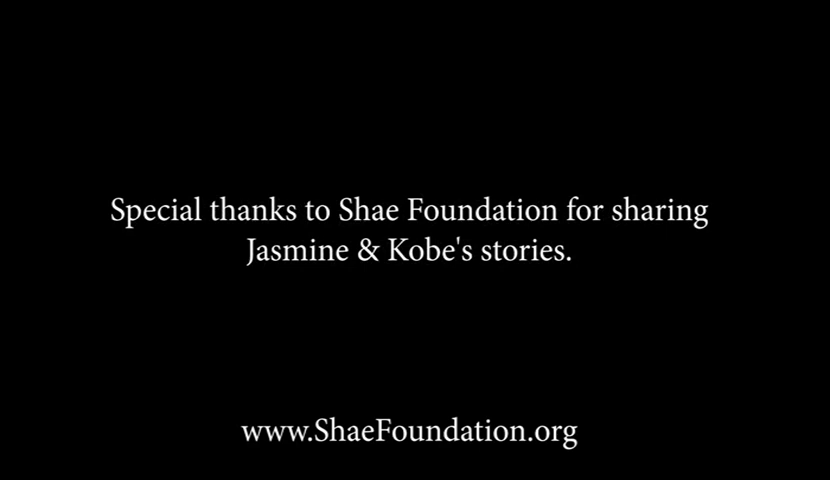 Special thanks to Shae Foundation for sharing
Jasmine & Kobe's stories.
www.ShaeFoundation.org